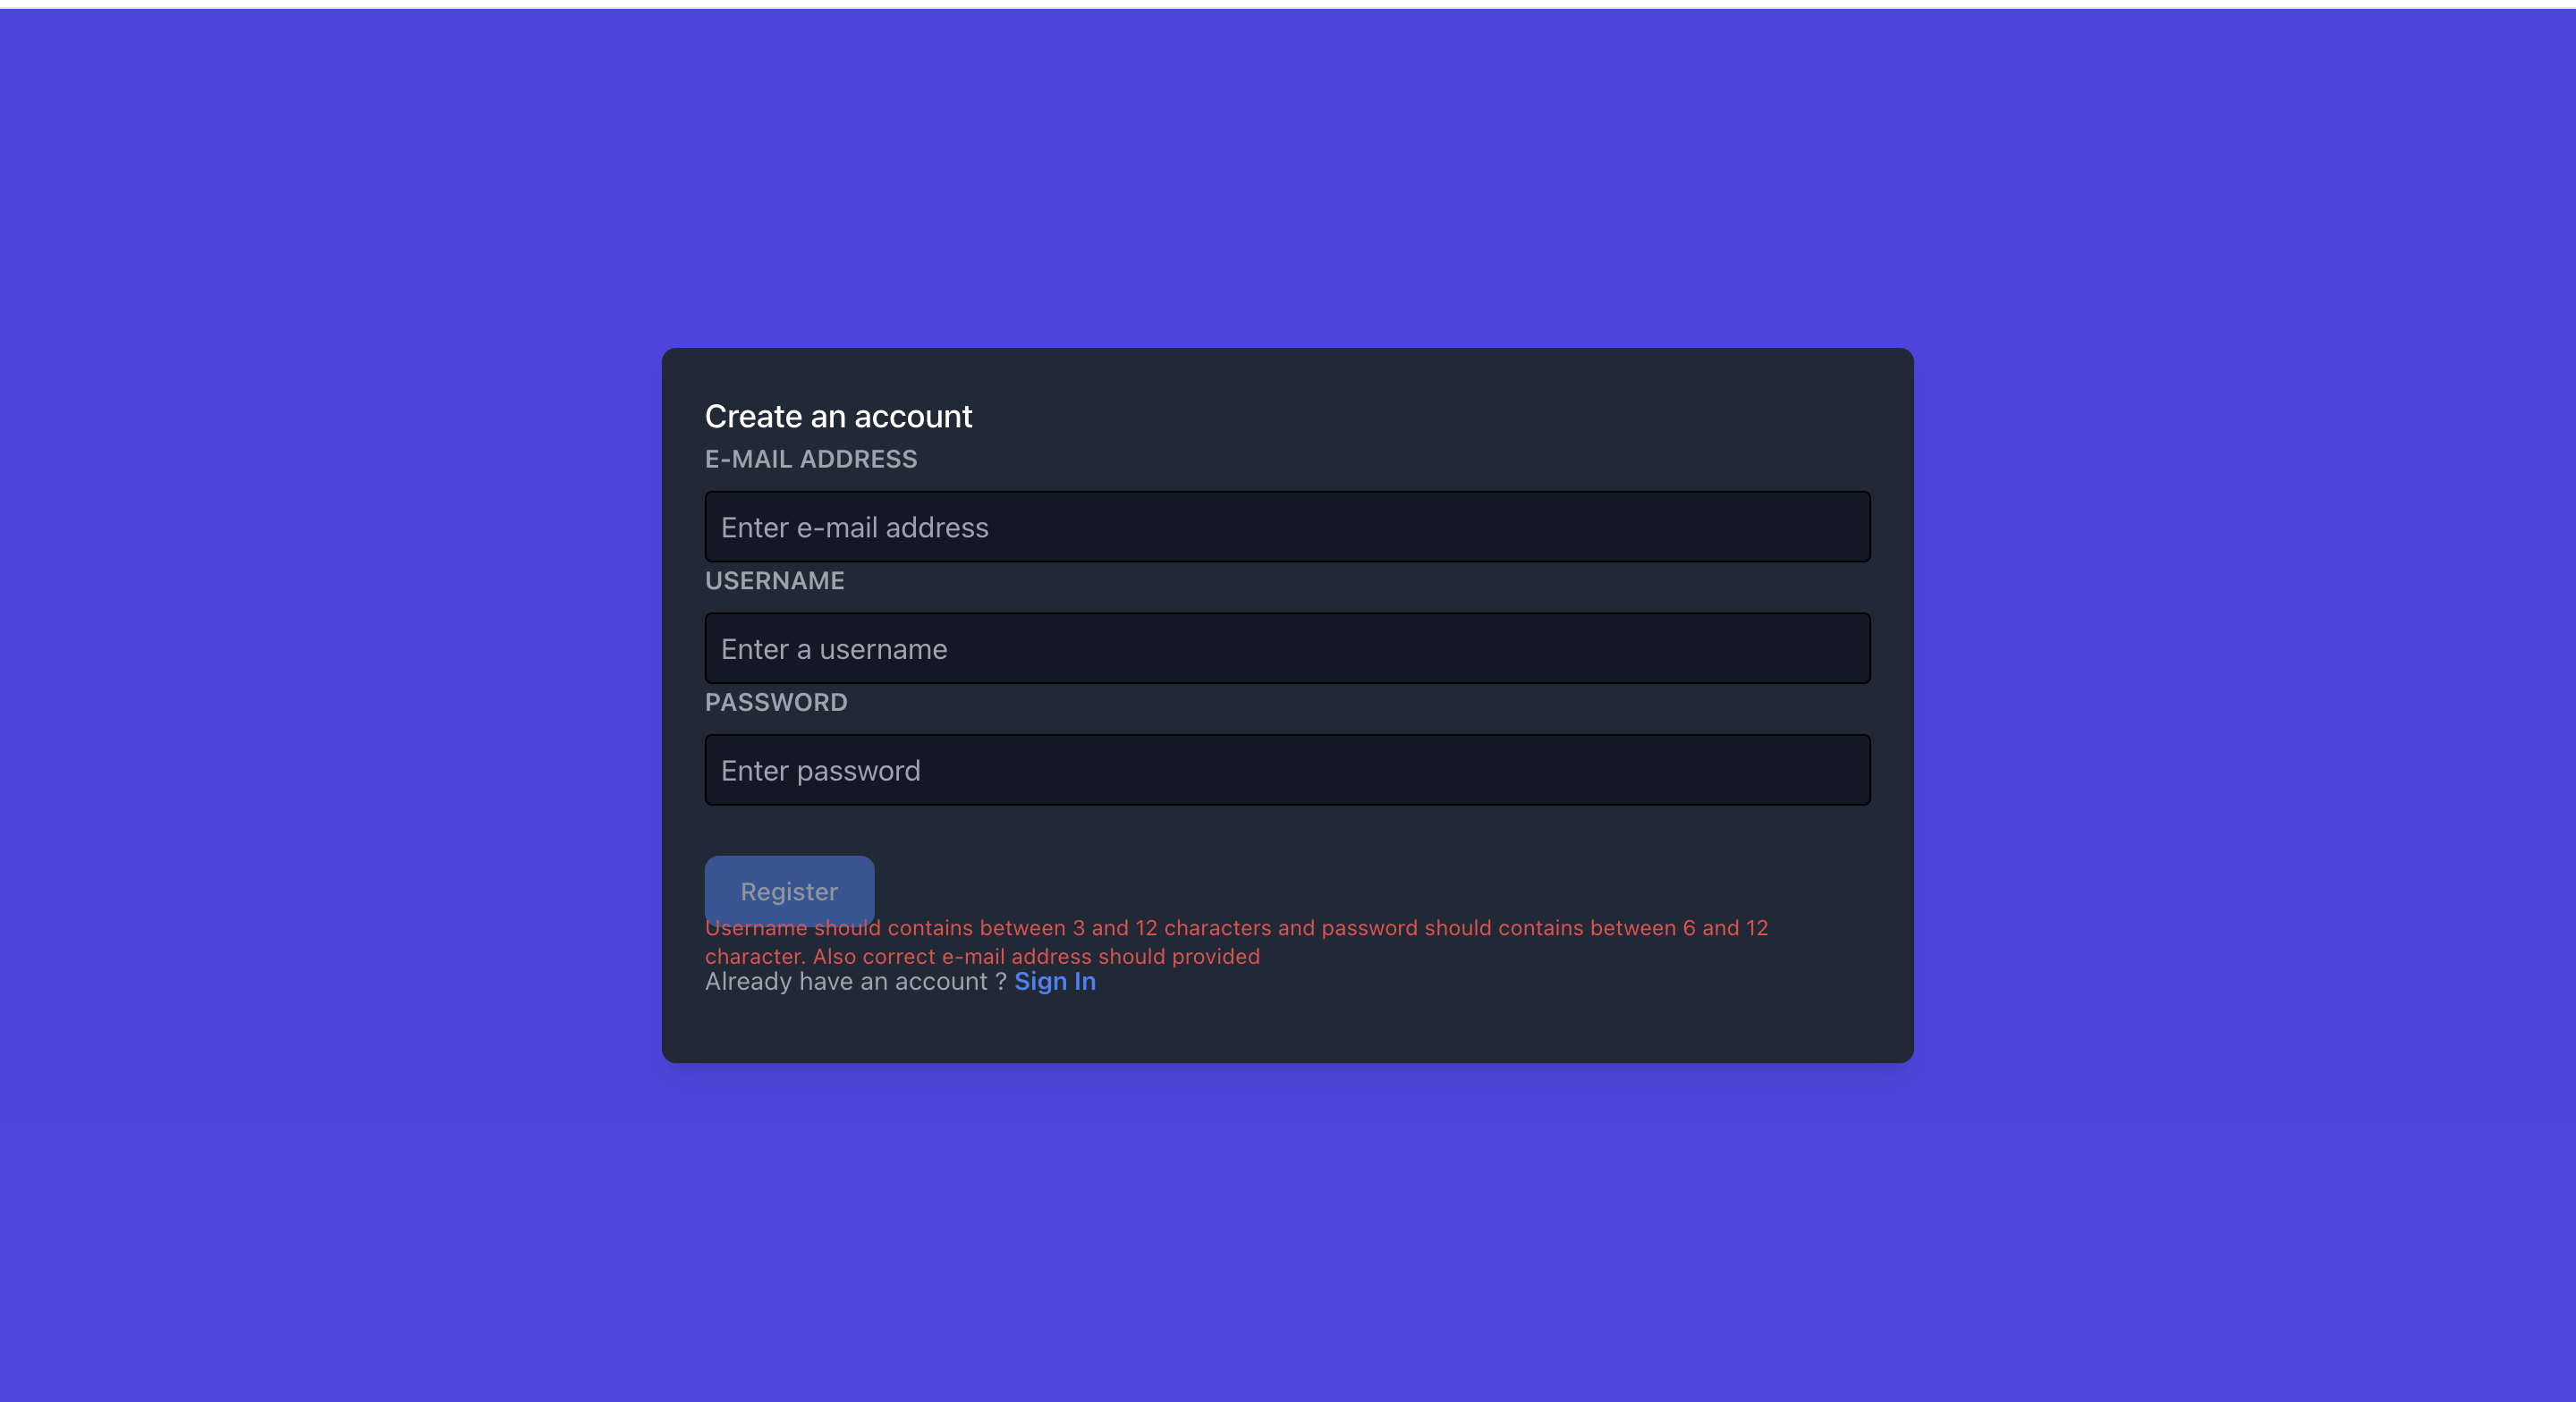 Create an account
E-MAIL ADDRESS
Enter e-mail address
USERNAME
Enter a username
PASSWORD
Enter password
Register
Username should contains between 3 and 12 characters and password should contains between 6 and 12
character. Also correct e-mail address should provided
Already have an account ? Sign In